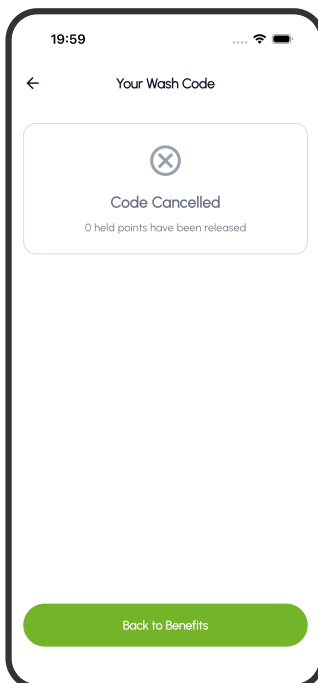 19:59
Your Wash Code
Code Cancelled
0 held points have been released
Back to Benefits